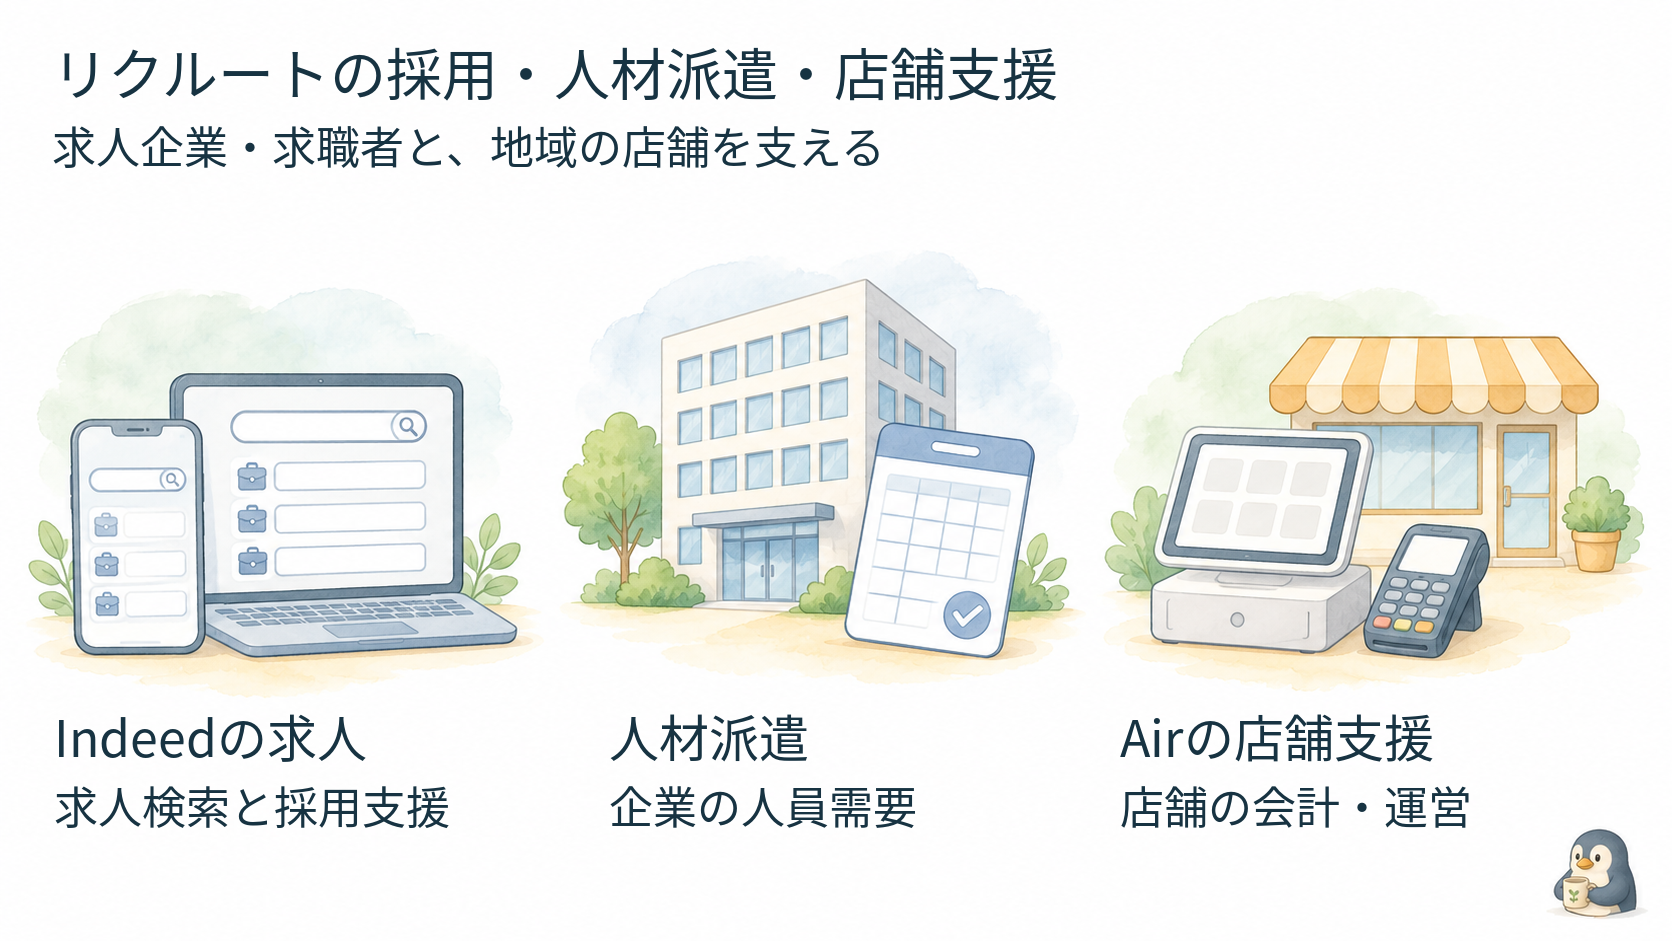 リクルートの採用・人材派遣・店舗支援
求人企業・求職者と、地域の店舗を支える
Indeedの求人
求人検索と採用支援
人材派遣
企業の人員需要
Airの店舗支援
店舗の会計・運営